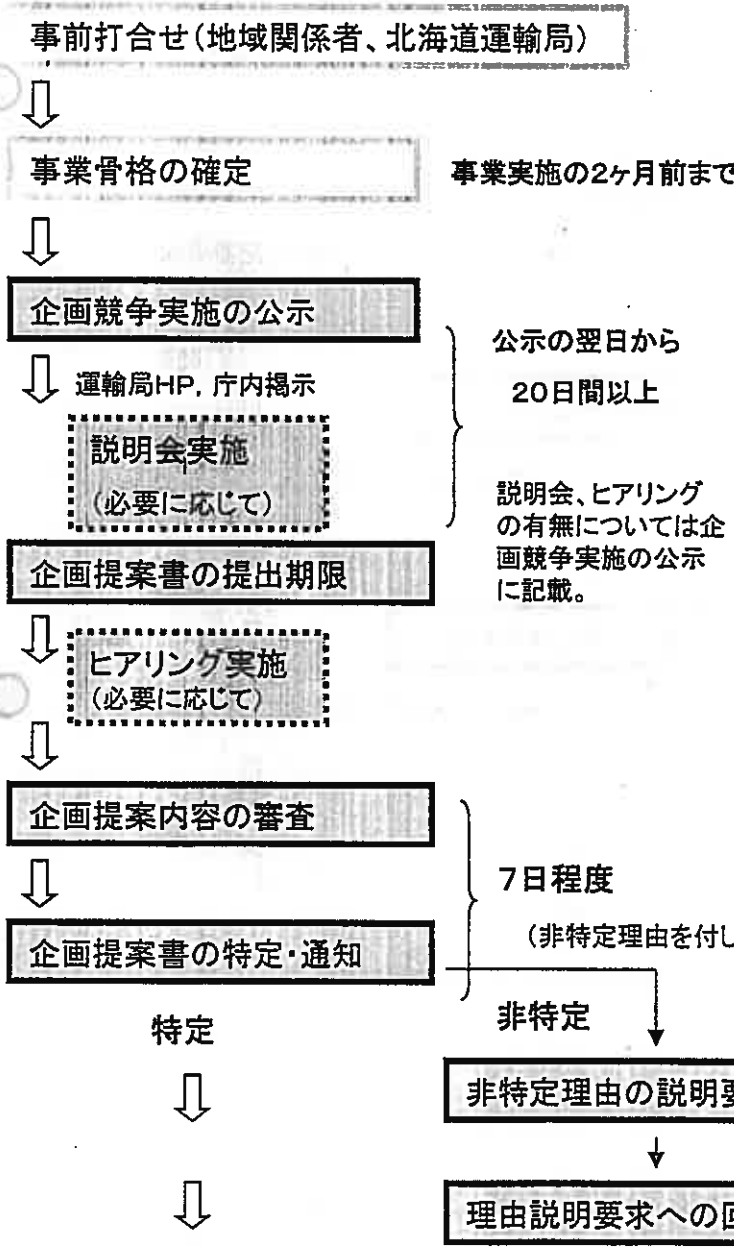 事前打合せ(地域関係者、北海道運輸局)
事業骨格の確定
事業実施の2ヶ月前まで
企画競争実施の公示
公示の翌日から
20日間以上
運輸局HP, 庁内掲示
説明会実施
(必要に応じて)
説明会、ヒアリング
の有無については企
画競争実施の公示
に記載。
企画提案書の提出期限
ヒアリング実施
(必要に応じて)
企画提案内容の審査
7日程度
(非特定理由を付し
企画提案書の特定・通知
特定
非特定
非特定理由の説明要
理由説明要求への回